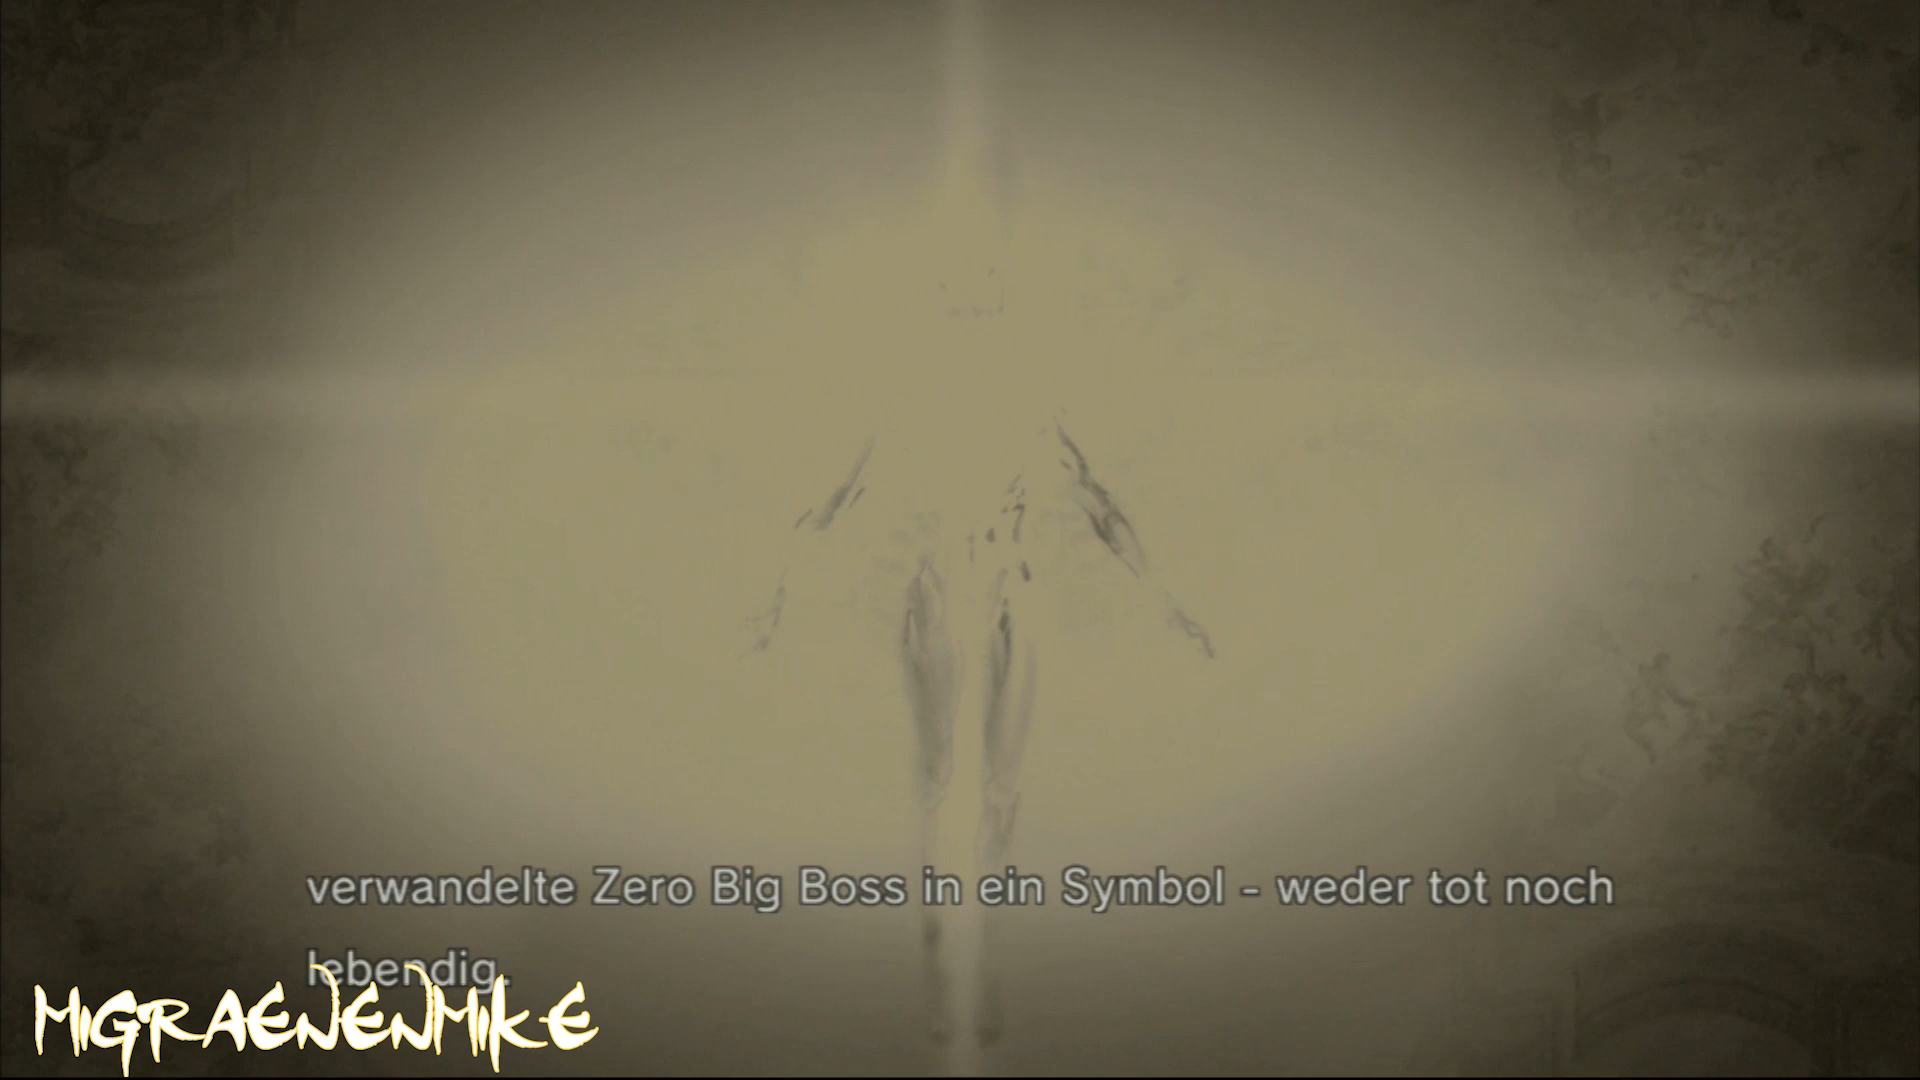 verwandelte Zero Big Boss in ein Symbol - weder tot noch
lebendig.
MIGRAENENMIKE